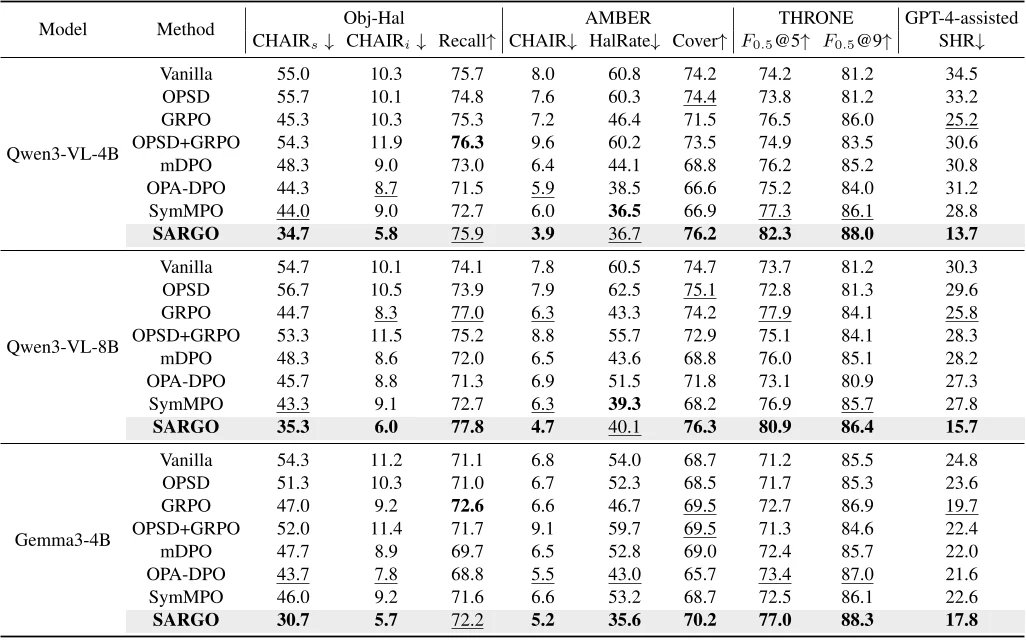 Model Method Obj-Hal AMBER THRONE GPT-4-assisted
CHAIRs ↓ CHAIRi ↓ Recall↑ CHAIR↓ HalRate↓ Cover↑ F0.5@5↑ F0.5@9↑ SHR↓
Vanilla 55.0 10.3 75.7 8.0 60.8 74.2 74.2 81.2 34.5
OPSD 55.7 10.1 74.8 7.6 60.3 74.4 73.8 81.2 33.2
GRPO 45.3 10.3 75.3 7.2 46.4 71.5 76.5 86.0 25.2
Qwen3-VL-4B OPSD+GRPO 54.3 11.9 76.3 9.6 60.2 73.5 74.9 83.5 30.6
mDPO 48.3 9.0 73.0 6.4 44.1 68.8 76.2 85.2 30.8
OPA-DPO 44.3 8.7 71.5 5.9 38.5 66.6 75.2 84.0 31.2
SymMPO 44.0 9.0 72.7 6.0 36.5 66.9 77.3 86.1 28.8
SARGO 34.7 5.8 75.9 3.9 36.7 76.2 82.3 88.0 13.7
Vanilla 54.7 10.1 74.1 7.8 60.5 74.7 73.7 81.2 30.3
OPSD 56.7 10.5 73.9 7.9 62.5 75.1 72.8 81.3 29.6
GRPO 44.7 8.3 77.0 6.3 43.3 74.2 77.9 84.1 25.8
Qwen3-VL-8B OPSD+GRPO 53.3 11.5 75.2 8.8 55.7 72.9 75.1 84.1 28.3
mDPO 48.3 8.6 72.0 6.5 43.6 68.8 76.0 85.1 28.2
OPA-DPO 45.7 8.8 71.3 6.9 51.5 71.8 73.1 80.9 27.3
SymMPO 43.3 9.1 72.7 6.3 39.3 68.2 76.9 85.7 27.8
SARGO 35.3 6.0 77.8 4.7 40.1 76.3 80.9 86.4 15.7
Vanilla 54.3 11.2 71.1 6.8 54.0 68.7 71.2 85.5 24.8
OPSD 51.3 10.3 71.0 6.7 52.3 68.5 71.7 85.3 23.6
GRPO 47.0 9.2 72.6 6.6 46.7 69.5 72.7 86.9 19.7
Gemma3-4B OPSD+GRPO 52.0 11.4 71.7 9.1 59.7 69.5 71.3 84.6 22.4
mDPO 47.7 8.9 69.7 6.5 52.8 69.0 72.4 85.7 22.0
OPA-DPO 43.7 7.8 68.8 5.5 43.0 65.7 73.4 87.0 21.6
SymMPO 46.0 9.2 71.6 6.6 53.2 68.7 72.5 86.1 22.6
SARGO 30.7 5.7 72.2 5.2 35.6 70.2 77.0 88.3 17.8